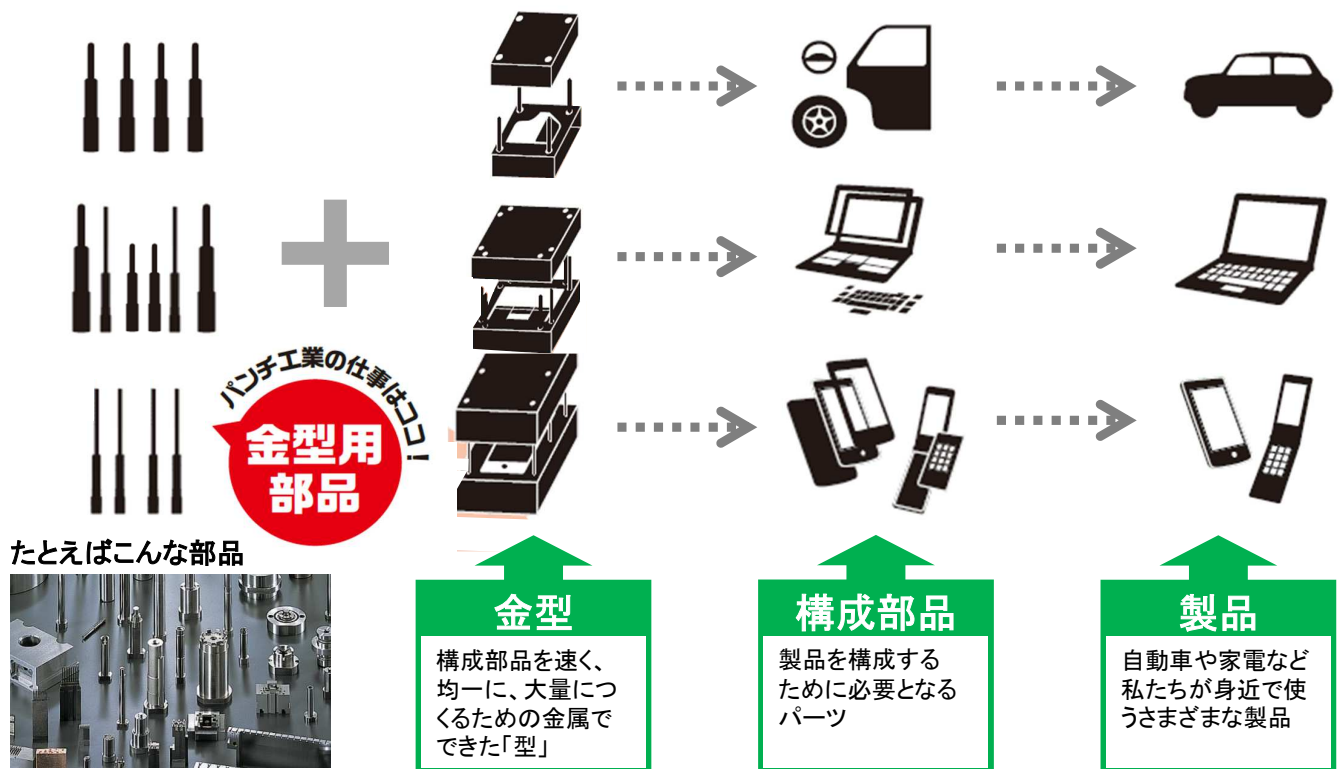 パンチ工業の仕事はココ！
金型用
部品
たとえばこんな部品
金型
構成部品を速く、
均一に、大量につ
くるための金属で
できた「型」
構成部品
製品を構成する
ために必要となる
パーツ
製品
自動車や家電など
私たちが身近で使
うさまざまな製品